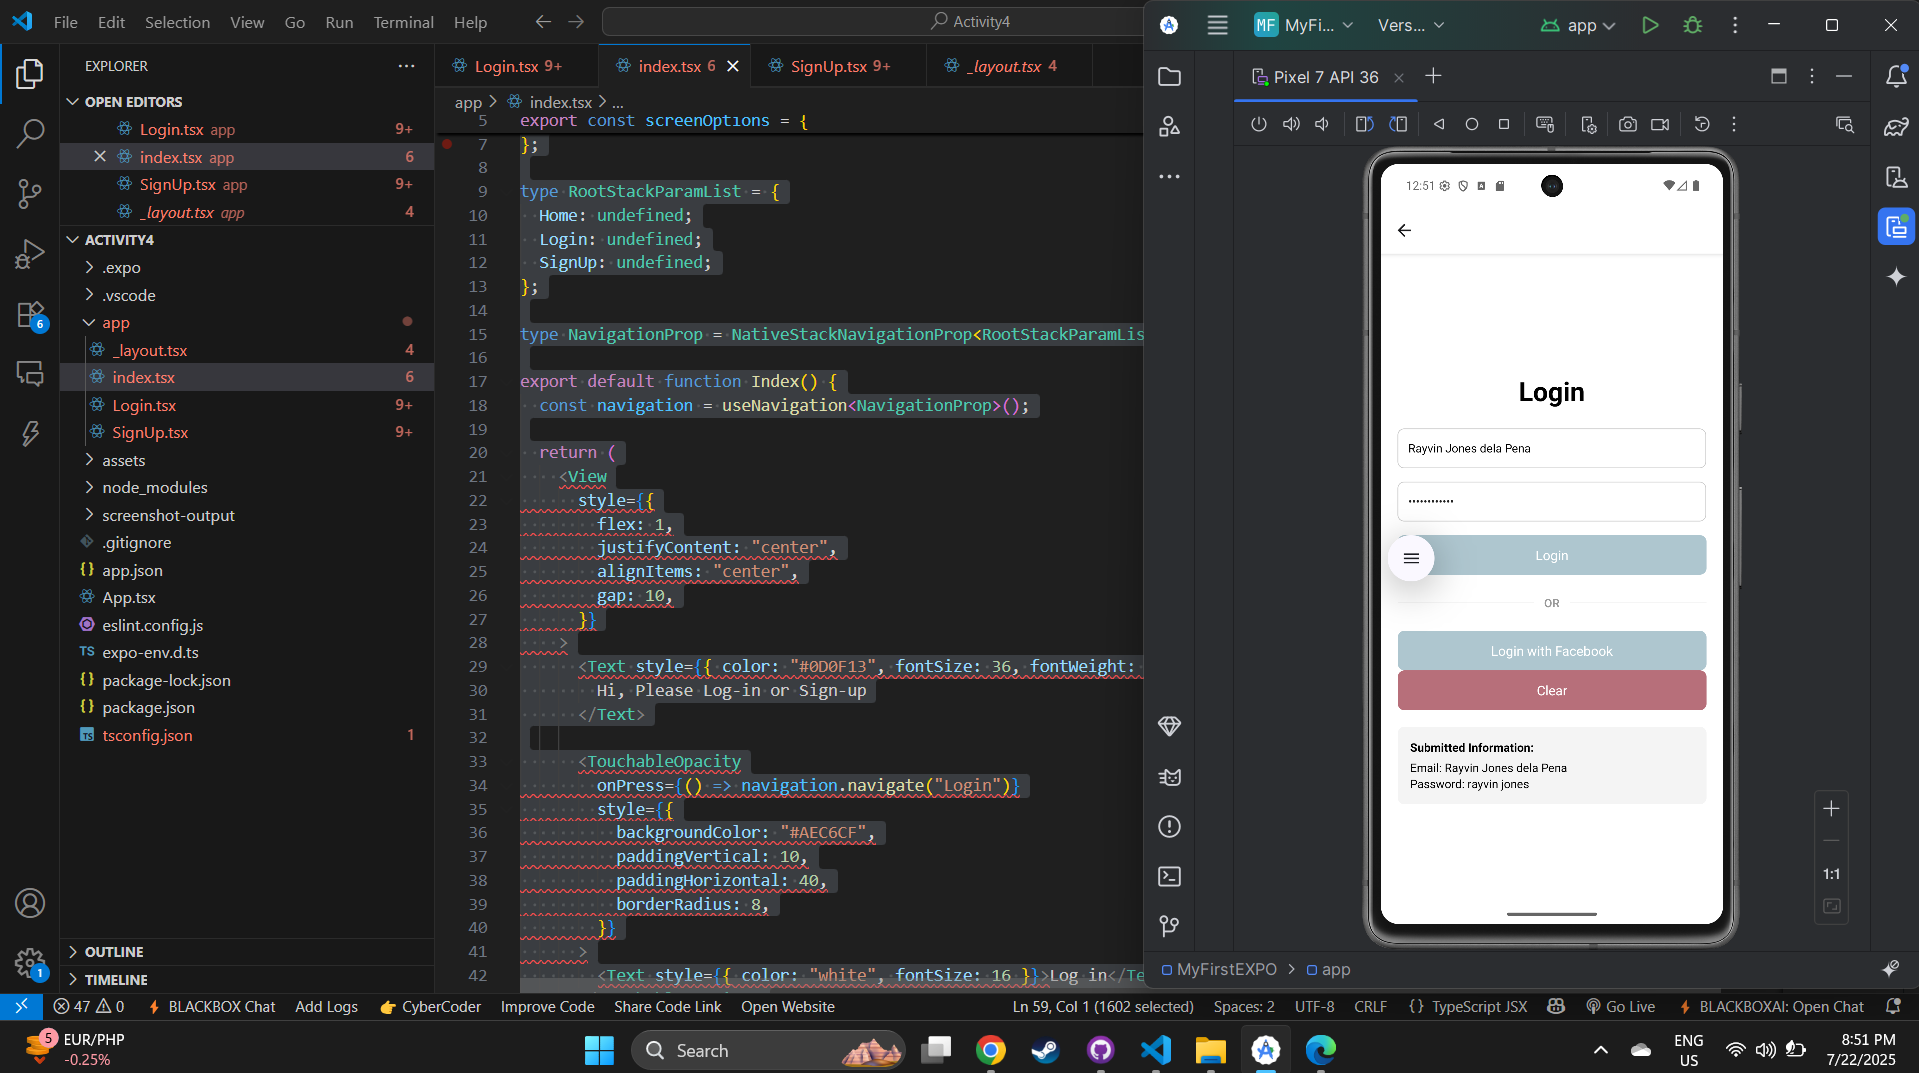 File Edit Selection View Go Run Terminal Help
Activity4
EXPLORER
OPEN EDITORS
Login.tsx app 9+
index.tsx app 6
SignUp.tsx app 9+
_layout.tsx app 4
ACTIVITY4
.expo
.vscode
app
_layout.tsx 4
index.tsx 6
Login.tsx 9+
SignUp.tsx 9+
assets
node_modules
screenshot-output
.gitignore
{} app.json
App.tsx
eslint.config.js
TS expo-env.d.ts
{} package-lock.json
{} package.json
TS tsconfig.json 1
OUTLINE
TIMELINE
6
1
Login.tsx 9+ index.tsx 6 SignUp.tsx 9+ _layout.tsx 4
app > index.tsx > ...
5 export const screenOptions = {
7 };
8
9 type RootStackParamList = {
10 Home: undefined;
11 Login: undefined;
12 SignUp: undefined;
13 };
14
15 type NavigationProp = NativeStackNavigationProp<RootStackParamLis
16
17 export default function Index() {
18 const navigation = useNavigation<NavigationProp>();
19
20 return (
21 <View
22 style={{
23 flex: 1,
24 justifyContent: "center",
25 alignItems: "center",
26 gap: 10,
27 }}
28 >
29 <Text style={{ color: "#0D0F13", fontSize: 36, fontWeight:
30 Hi, Please Log-in or Sign-up
31 </Text>
32
33 <TouchableOpacity
34 onPress={() => navigation.navigate("Login")}
35 style={{
36 backgroundColor: "#AEC6CF",
37 paddingVertical: 10,
38 paddingHorizontal: 40,
39 borderRadius: 8,
40 }}
41 >
42 <Text style={{ color: "white", fontSize: 16 }}>Log in</Te
MF MyFi... Vers... app
Pixel 7 API 36
12:51
Login
Rayvin Jones dela Pena
••••••••••••
Login
OR
Login with Facebook
Clear
Submitted Information:
Email: Rayvin Jones dela Pena
Password: rayvin jones
1:1
MyFirstEXPO > app
47 0 BLACKBOX Chat Add Logs CyberCoder Improve Code Share Code Link Open Website Ln 59, Col 1 (1602 selected) Spaces: 2 UTF-8 CRLF {} TypeScript JSX Go Live BLACKBOXAI: Open Chat
5
EUR/PHP
-0.25%
Search
ENG
US
8:51 PM
7/22/2025